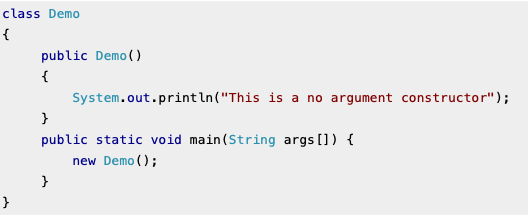 class Demo
{
public Demo()
{
System.out.println("This is a no argument constructor");
}
public static void main(String args[]) {
new Demo();
}
}